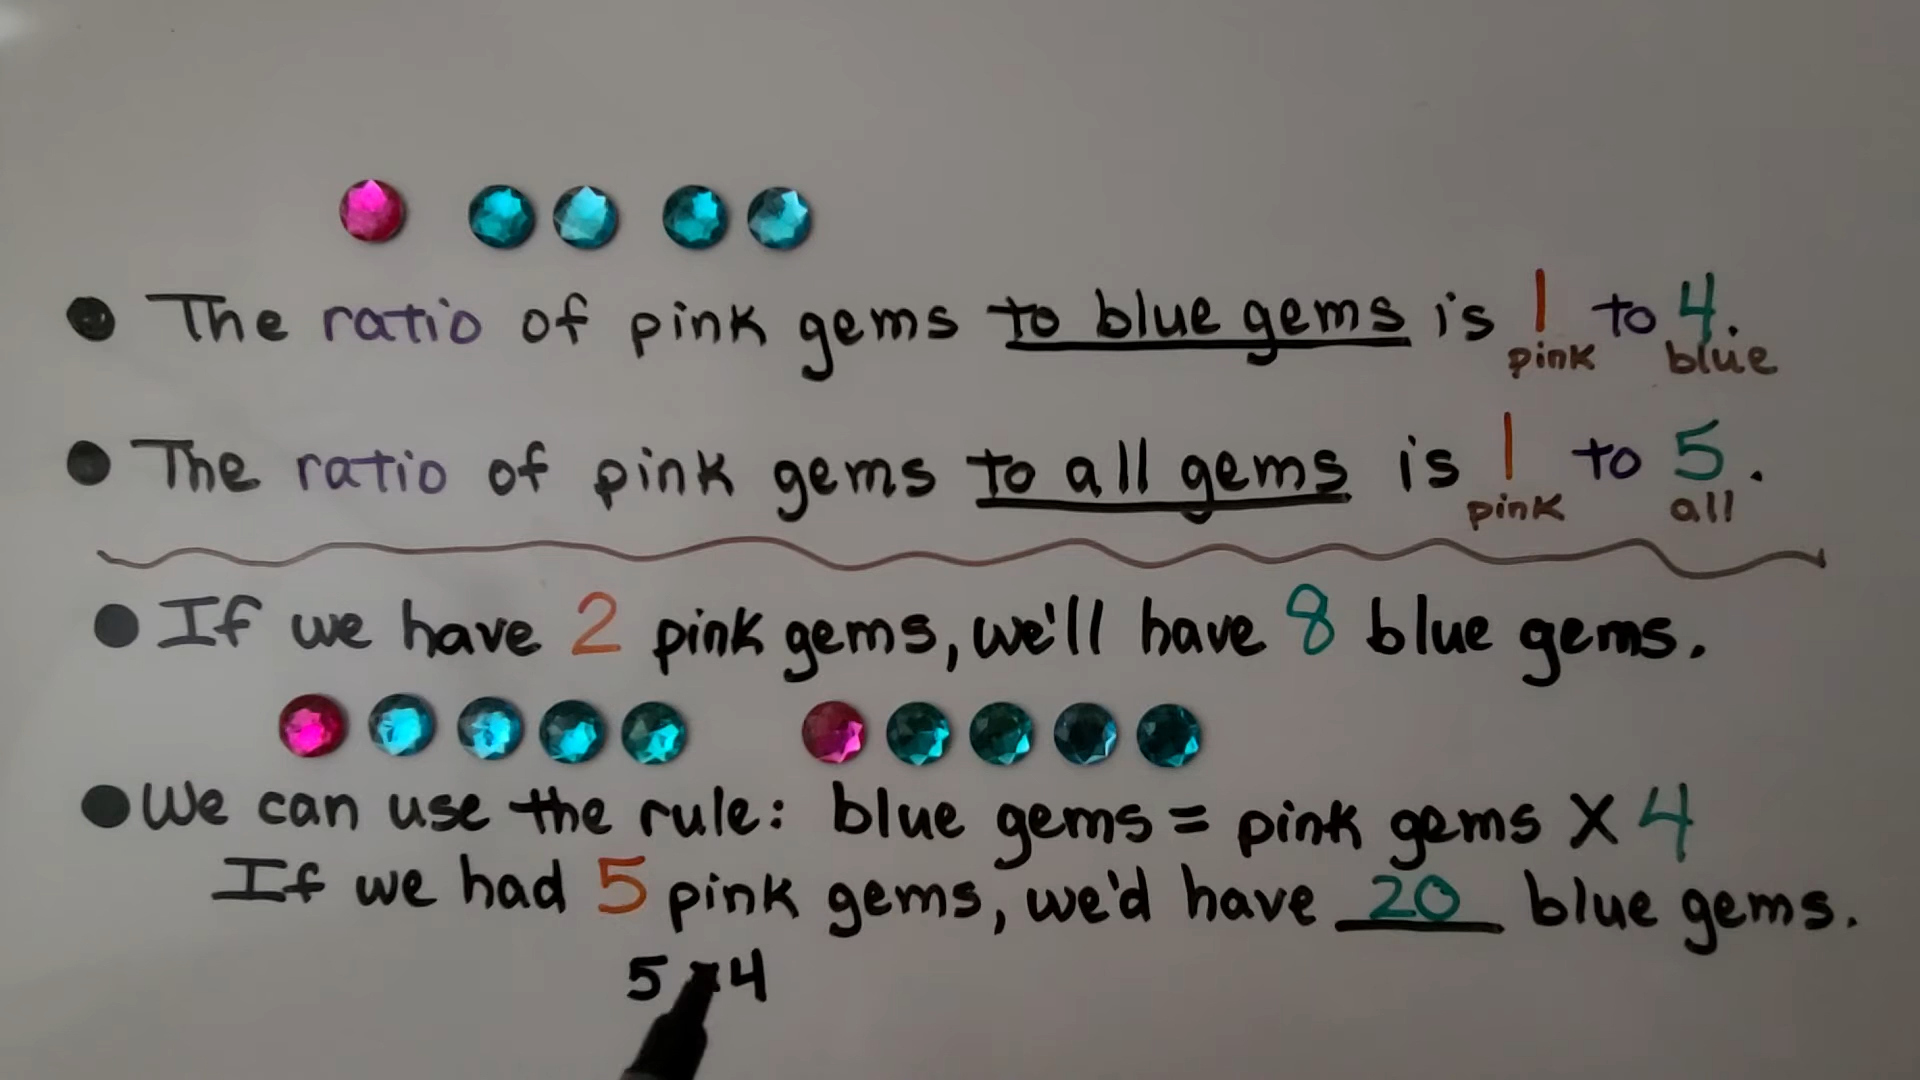 The ratio of pink gems to blue gems is 1 to 4.
pink blue
The ratio of pink gems to all gems is 1 to 5.
pink all
If we have 2 pink gems, we'll have 8 blue gems.
We can use the rule: blue gems = pink gems X 4
If we had 5 pink gems, we'd have 20 blue gems.
5 x 4